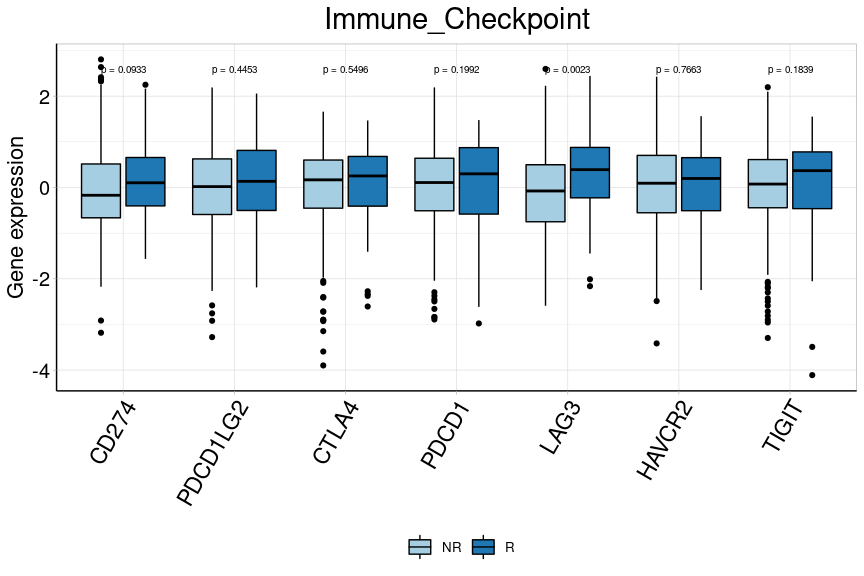 Immune_Checkpoint
p = 0.0933 p = 0.4453 p = 0.5496 p = 0.1992 p = 0.0023 p = 0.7663 p = 0.1839
Gene expression
2
0
-2
-4
CD274 PDCD1LG2 CTLA4 PDCD1 LAG3 HAVCR2 TIGIT
NR R